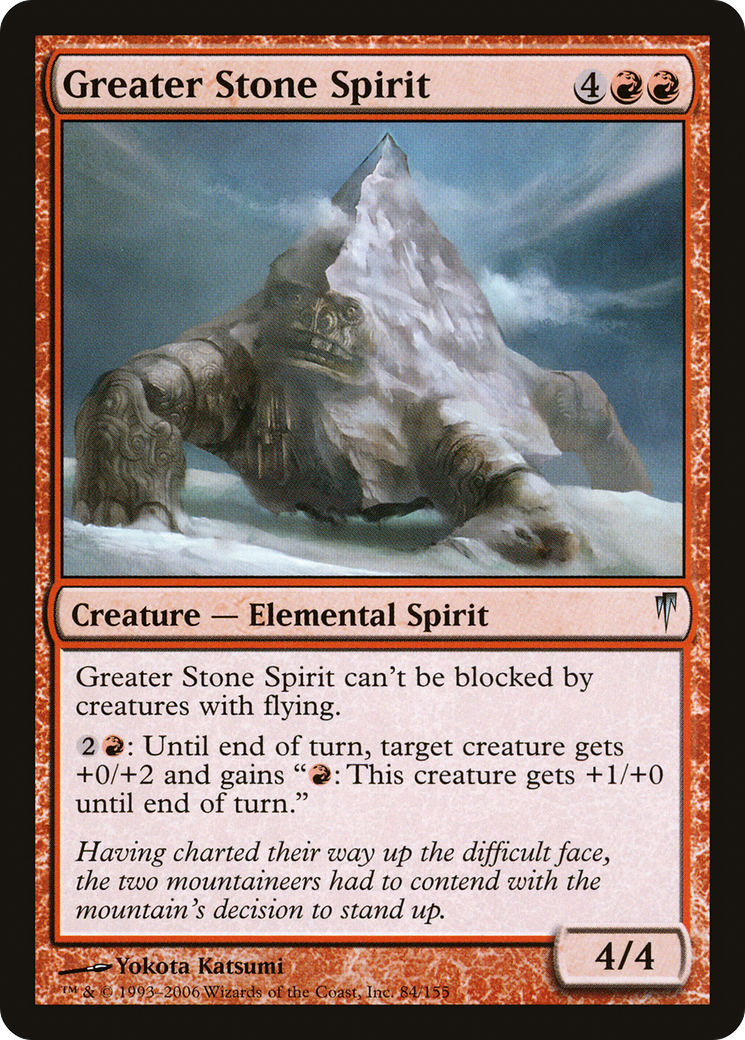 Greater Stone Spirit 4
Creature — Elemental Spirit
Greater Stone Spirit can't be blocked by
creatures with flying.
2 : Until end of turn, target creature gets
+0/+2 and gains “ : This creature gets +1/+0
until end of turn.”
Having charted their way up the difficult face,
the two mountaineers had to contend with the
mountain's decision to stand up.
4/4
Yokota Katsumi
™ & © 1993–2006 Wizards of the Coast, Inc. 84/155